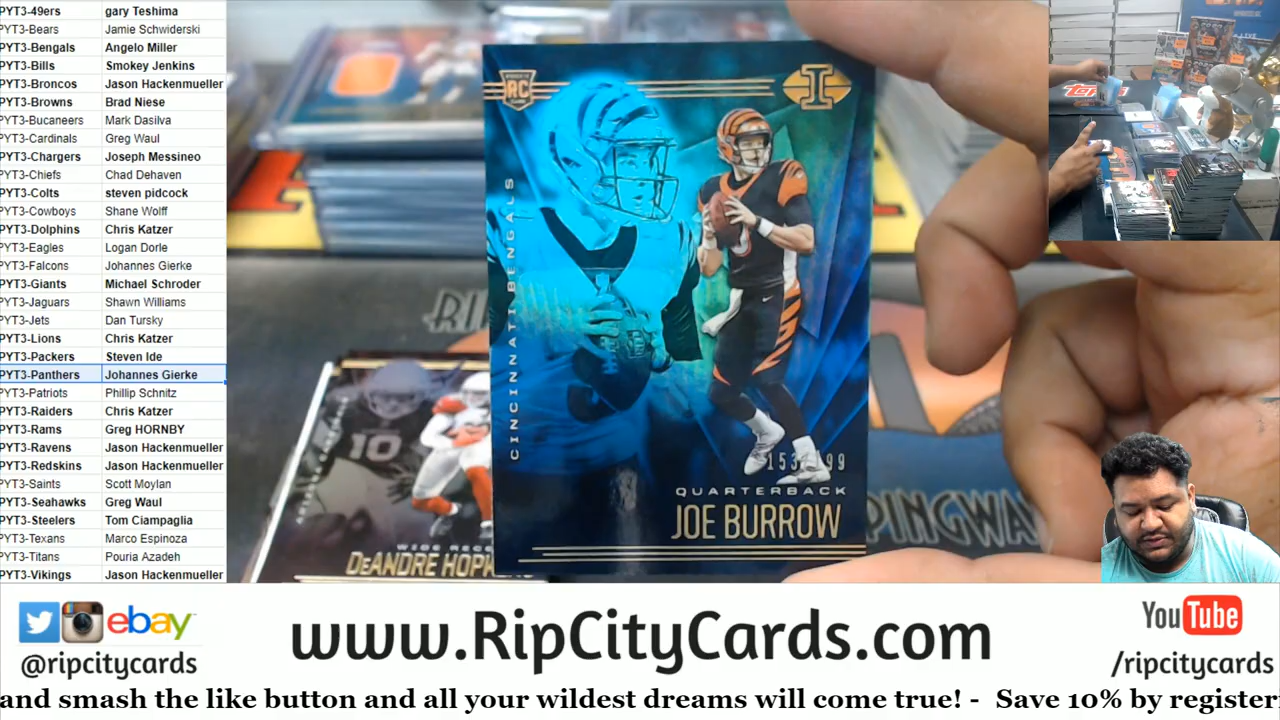 PYT3-49ers gary Teshima
PYT3-Bears Jamie Schwiderski
PYT3-Bengals Angelo Miller
PYT3-Bills Smokey Jenkins
PYT3-Broncos Jason Hackenmueller
PYT3-Browns Brad Niese
PYT3-Bucaneers Mark Dasilva
PYT3-Cardinals Greg Waul
PYT3-Chargers Joseph Messineo
PYT3-Chiefs Chad Dehaven
PYT3-Colts steven pidcock
PYT3-Cowboys Shane Wolff
PYT3-Dolphins Chris Katzer
PYT3-Eagles Logan Dorle
PYT3-Falcons Johannes Gierke
PYT3-Giants Michael Schroder
PYT3-Jaguars Shawn Williams
PYT3-Jets Dan Tursky
PYT3-Lions Chris Katzer
PYT3-Packers Steven Ide
PYT3-Panthers Johannes Gierke
PYT3-Patriots Phillip Schnitz
PYT3-Raiders Chris Katzer
PYT3-Rams Greg HORNBY
PYT3-Ravens Jason Hackenmueller
PYT3-Redskins Jason Hackenmueller
PYT3-Saints Scott Moylan
PYT3-Seahawks Greg Waul
PYT3-Steelers Tom Ciampaglia
PYT3-Texans Marco Espinoza
PYT3-Titans Pouria Azadeh
PYT3-Vikings Jason Hackenmueller
RC
I
CINCINNATI BENGALS
QUARTERBACK
JOE BURROW
10
WIDE REC
DeANDRE HOPK
PINGWA
ebay
@ripcitycards
www.RipCityCards.com
YouTube
/ripcitycards
and smash the like button and all your wildest dreams will come true! - Save 10% by register